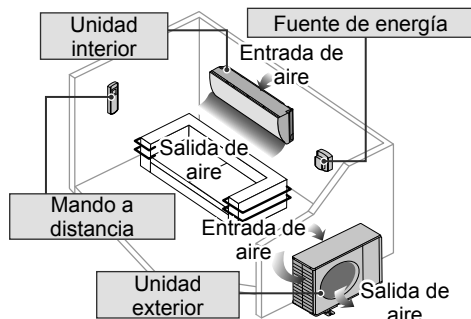 Unidad
interior
Fuente de energía
Entrada de
aire
Salida de
aire
Mando a
distancia
Entrada de
aire
Unidad
exterior
Salida de
aire